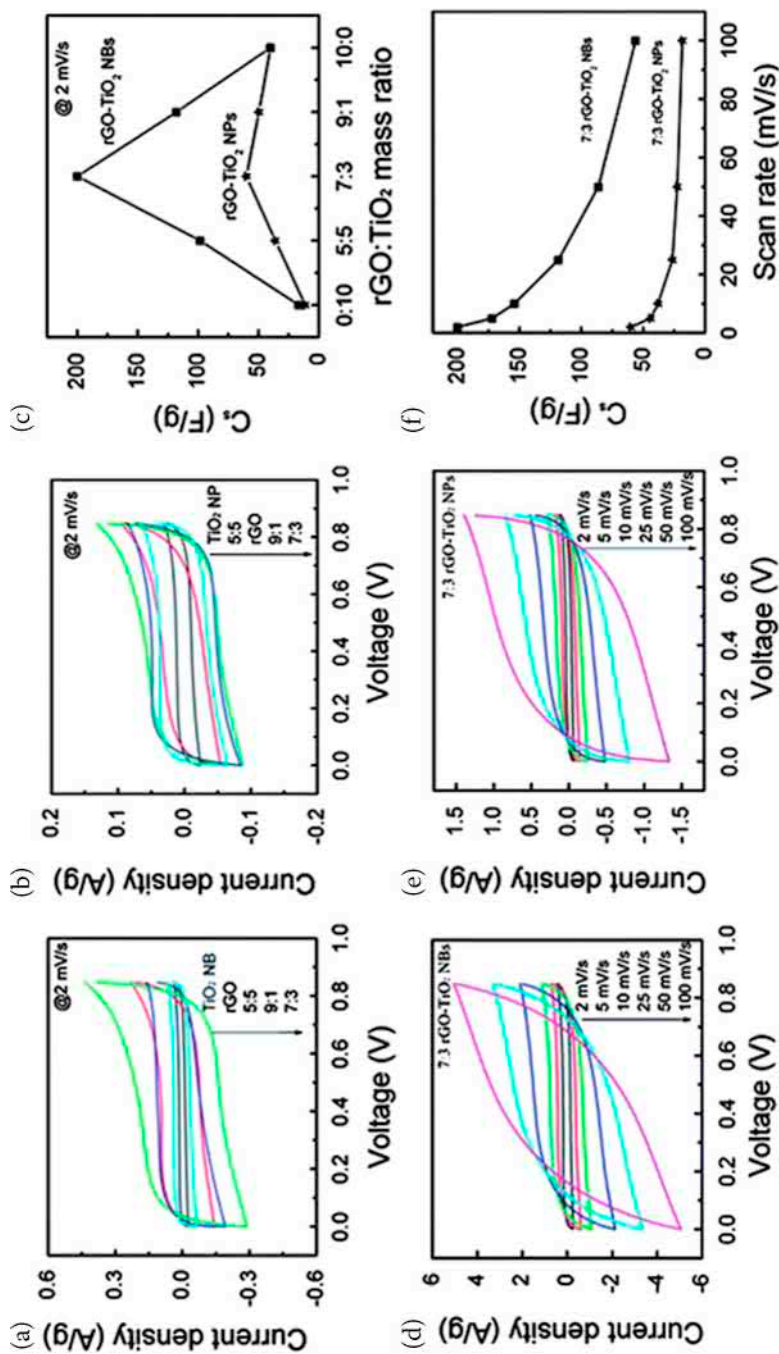 (a)
@2 mV/s
0.6
0.3
0.0
-0.3
-0.6
Current density (A/g)
TiO₂ NB
rGO
5:5
9:1
7:3
0.0 0.2 0.4 0.6 0.8 1.0
Voltage (V)
(b)
@2 mV/s
0.2
0.1
0.0
-0.1
-0.2
Current density (A/g)
TiO₂ NP
5:5
rGO
9:1
7:3
0.0 0.2 0.4 0.6 0.8 1.0
Voltage (V)
(c)
@ 2 mV/s
200
150
100
50
0
Cₛ (F/g)
rGO-TiO₂ NBs
rGO-TiO₂ NPs
0:10 5:5 7:3 9:1 10:0
rGO:TiO₂ mass ratio
(d)
7:3 rGO-TiO₂ NBs
6
4
2
0
-2
-4
-6
Current density (A/g)
2 mV/s
5 mV/s
10 mV/s
25 mV/s
50 mV/s
100 mV/s
0.0 0.2 0.4 0.6 0.8 1.0
Voltage (V)
(e)
7:3 rGO-TiO₂ NPs
1.5
1.0
0.5
0.0
-0.5
-1.0
-1.5
Current density (A/g)
2 mV/s
5 mV/s
10 mV/s
25 mV/s
50 mV/s
100 mV/s
0.0 0.2 0.4 0.6 0.8 1.0
Voltage (V)
(f)
200
150
100
50
0
Cₛ (F/g)
7:3 rGO-TiO₂ NBs
7:3 rGO-TiO₂ NPs
0 20 40 60 80 100
Scan rate (mV/s)